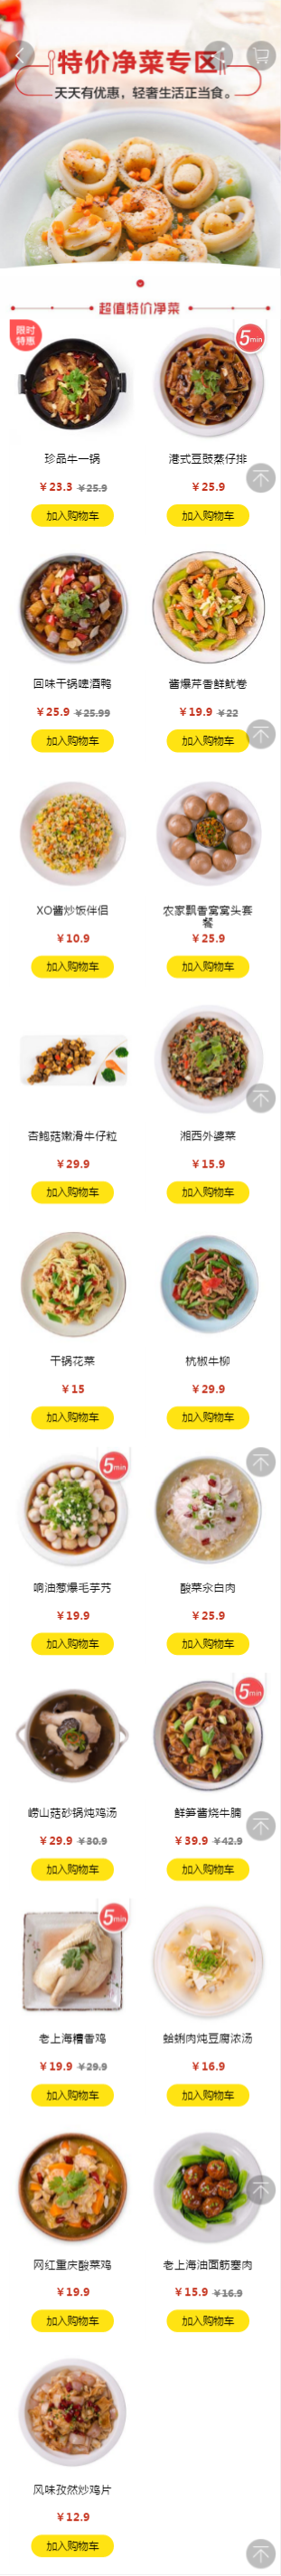 特价净菜专区
天天有优惠，轻奢生活正当食。
超值特价净菜
限时
特惠
5min
珍品牛一锅
港式豆豉蒸仔排
￥23.3 ￥25.9
￥25.9
加入购物车
加入购物车
回味干锅啤酒鸭
酱爆芹香鲜鱿卷
￥25.9 ￥25.99
￥19.9 ￥22
加入购物车
加入购物车
XO酱炒饭伴侣
农家飘香窝窝头套
餐
￥10.9
￥25.9
加入购物车
加入购物车
杏鲍菇嫩滑牛仔粒
湘西外婆菜
￥29.9
￥15.9
加入购物车
加入购物车
干锅花菜
杭椒牛柳
￥15
￥29.9
加入购物车
加入购物车
5min
响油葱爆毛芋艿
酸菜汆白肉
￥19.9
￥25.9
加入购物车
加入购物车
5min
崂山菇砂锅炖鸡汤
鲜笋酱烧牛腩
￥29.9 ￥30.9
￥39.9 ￥42.9
加入购物车
加入购物车
5min
老上海糟香鸡
蛤蜊肉炖豆腐浓汤
￥19.9 ￥29.9
￥16.9
加入购物车
加入购物车
网红重庆酸菜鸡
老上海油面筋塞肉
￥19.9
￥15.9 ￥16.9
加入购物车
加入购物车
风味孜然炒鸡片
￥12.9
加入购物车